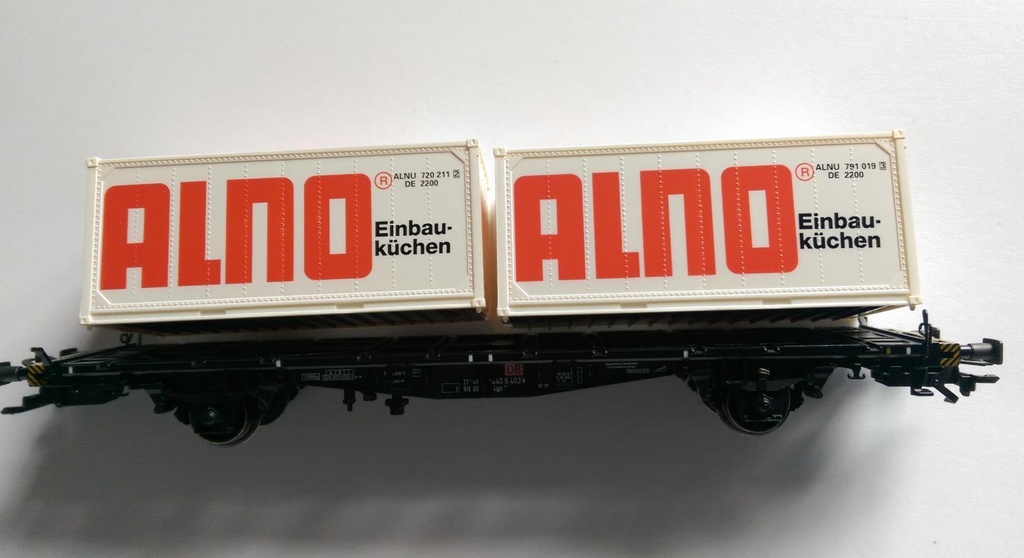 ALNO
R
ALNU 720 211 2
DE 2200
Einbau-
küchen
ALNO
R
ALNU 791 019 3
DE 2200
Einbau-
küchen
DB